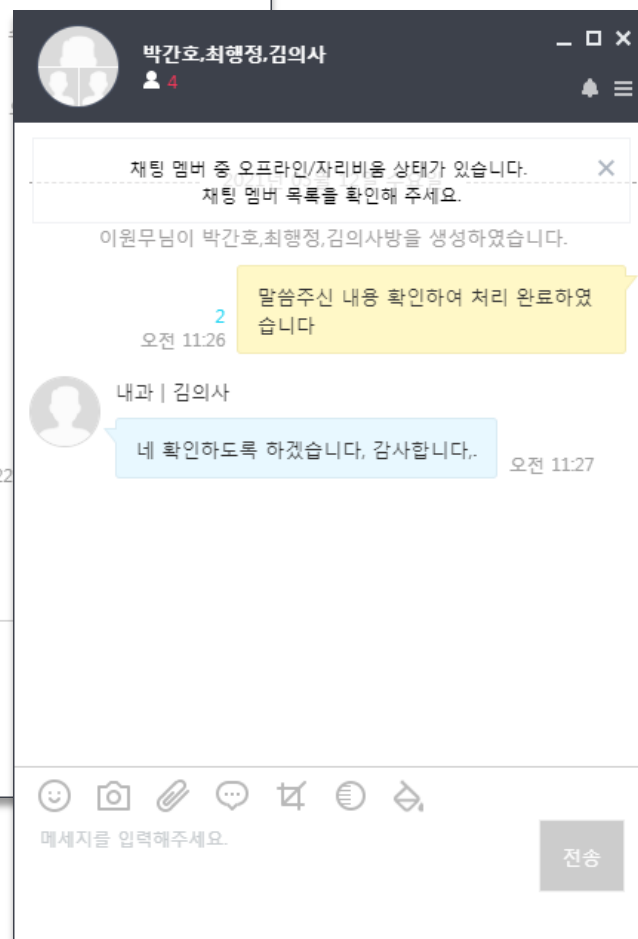 박간호,최행정,김의사
4
채팅 멤버 중 오프라인/자리비움 상태가 있습니다.
채팅 멤버 목록을 확인해 주세요.
이원무님이 박간호,최행정,김의사방을 생성하였습니다.
말씀주신 내용 확인하여 처리 완료하였
습니다
2
오전 11:26
내과 | 김의사
네 확인하도록 하겠습니다, 감사합니다,.
오전 11:27
22
메세지를 입력해주세요.
전송